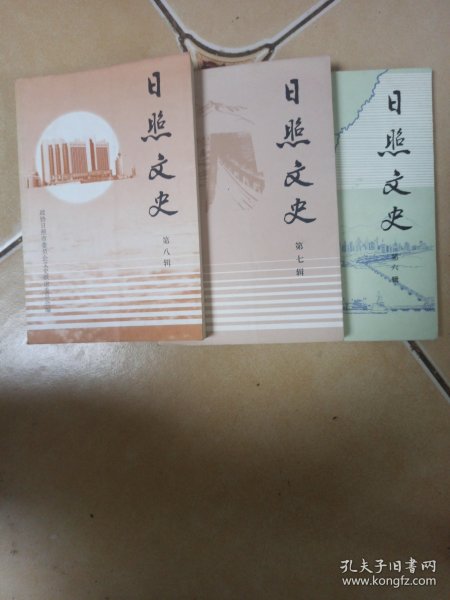 日照文史
第八辑
政协日照市委员会文史资料委员会编
日照文史
第七辑
日照文史
第六辑
孔夫子旧书网
www.kongfz.com